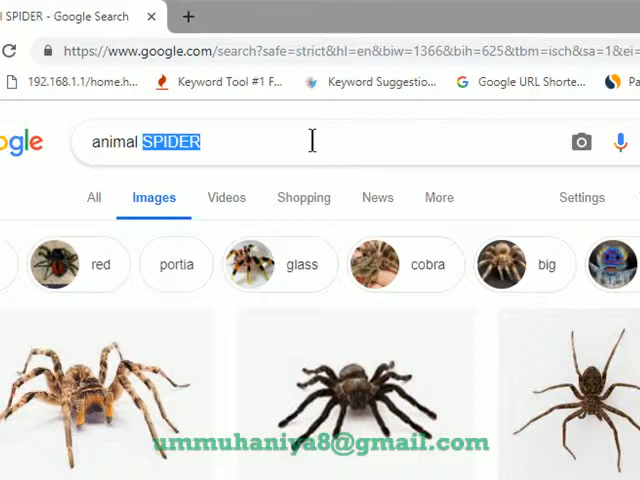 l SPIDER - Google Search
https://www.google.com/search?safe=strict&hl=en&biw=1366&bih=625&tbm=isch&sa=1&ei=
192.168.1.1/home.h... Keyword Tool #1 F... Keyword Suggestio... Google URL Shorte... Pa
ogle animal SPIDER
All Images Videos Shopping News More Settings
red portia glass cobra big
ummuhaniya8@gmail.com